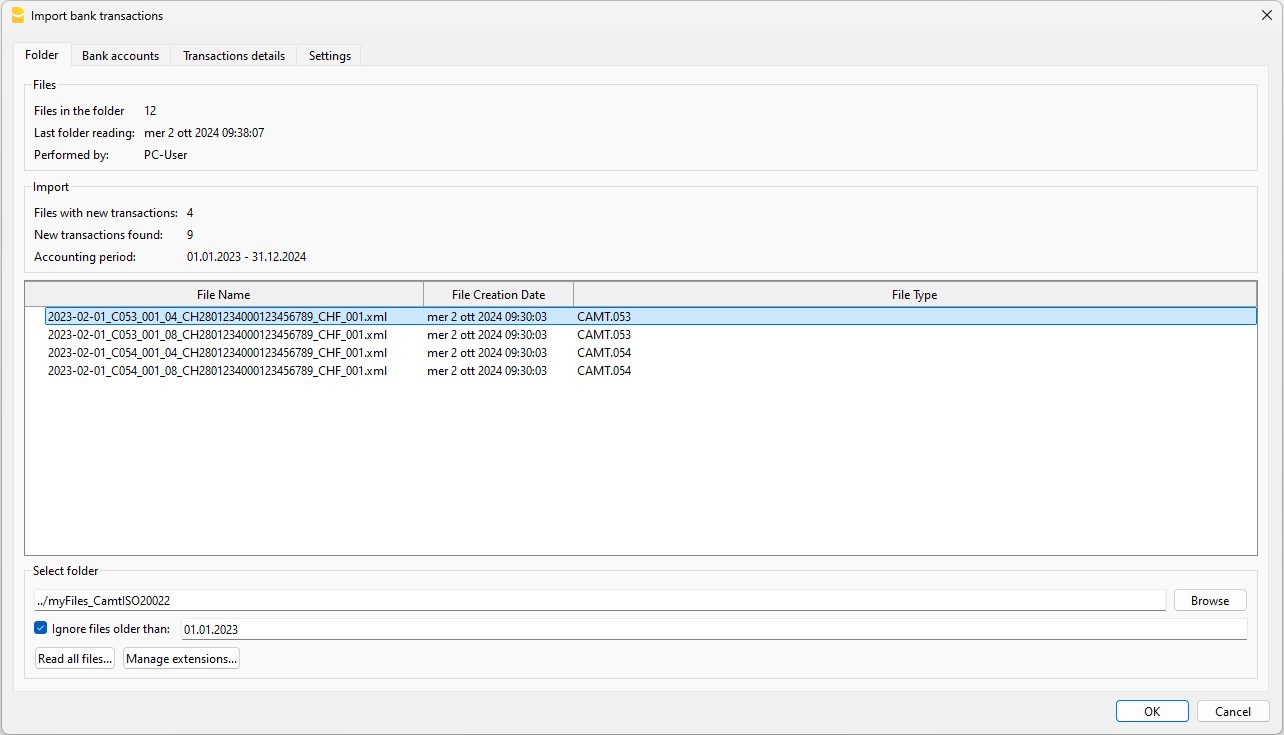 Import bank transactions
Folder Bank accounts Transactions details Settings
Files
Files in the folder 12
Last folder reading: mer 2 ott 2024 09:38:07
Performed by: PC-User
Import
Files with new transactions: 4
New transactions found: 9
Accounting period: 01.01.2023 - 31.12.2024
File Name File Creation Date File Type
2023-02-01_C053_001_04_CH2801234000123456789_CHF_001.xml mer 2 ott 2024 09:30:03 CAMT.053
2023-02-01_C053_001_08_CH2801234000123456789_CHF_001.xml mer 2 ott 2024 09:30:03 CAMT.053
2023-02-01_C054_001_04_CH2801234000123456789_CHF_001.xml mer 2 ott 2024 09:30:03 CAMT.054
2023-02-01_C054_001_08_CH2801234000123456789_CHF_001.xml mer 2 ott 2024 09:30:03 CAMT.054
Select folder
../myFiles_CamtISO20022 Browse
Ignore files older than: 01.01.2023
Read all files... Manage extensions...
OK Cancel